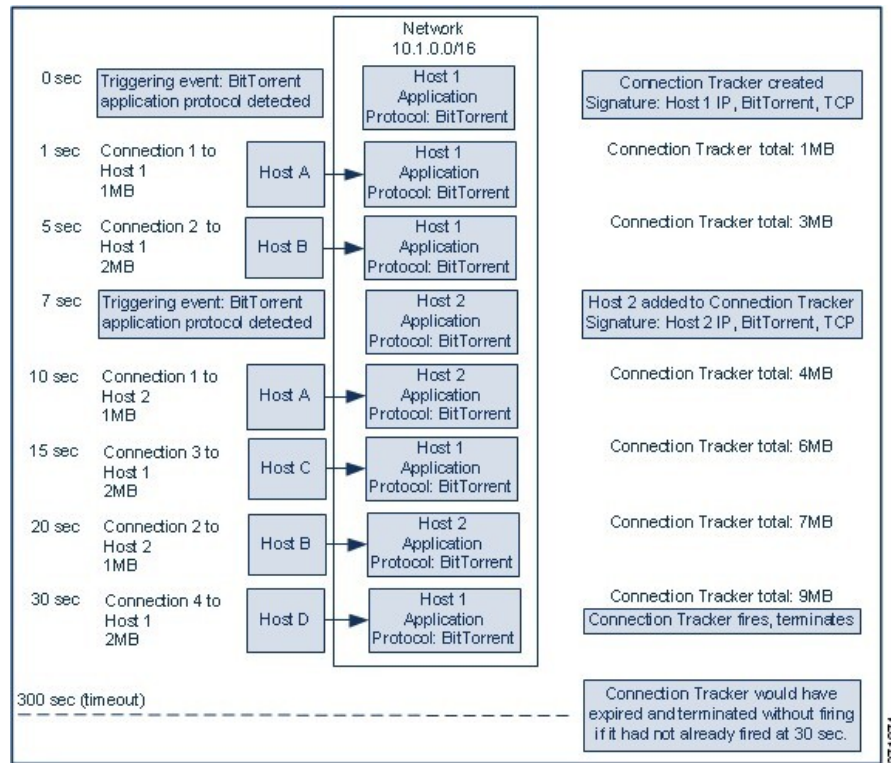 Network
10.1.0.0/16
0 sec
Triggering event: BitTorrent
application protocol detected
Host 1
Application
Protocol: BitTorrent
Connection Tracker created
Signature: Host 1 IP, BitTorrent, TCP
1 sec
Connection 1 to
Host 1
1MB
Host A
Host 1
Application
Protocol: BitTorrent
Connection Tracker total: 1MB
5 sec
Connection 2 to
Host 1
2MB
Host B
Host 1
Application
Protocol: BitTorrent
Connection Tracker total: 3MB
7 sec
Triggering event: BitTorrent
application protocol detected
Host 2
Application
Protocol: BitTorrent
Host 2 added to Connection Tracker
Signature: Host 2 IP, BitTorrent, TCP
10 sec
Connection 1 to
Host 2
1MB
Host A
Host 2
Application
Protocol: BitTorrent
Connection Tracker total: 4MB
15 sec
Connection 3 to
Host 1
2MB
Host C
Host 1
Application
Protocol: BitTorrent
Connection Tracker total: 6MB
20 sec
Connection 2 to
Host 2
1MB
Host B
Host 2
Application
Protocol: BitTorrent
Connection Tracker total: 7MB
30 sec
Connection 4 to
Host 1
2MB
Host D
Host 1
Application
Protocol: BitTorrent
Connection Tracker total: 9MB
Connection Tracker fires, terminates
300 sec (timeout)
Connection Tracker would have
expired and terminated without firing
if it had not already fired at 30 sec.